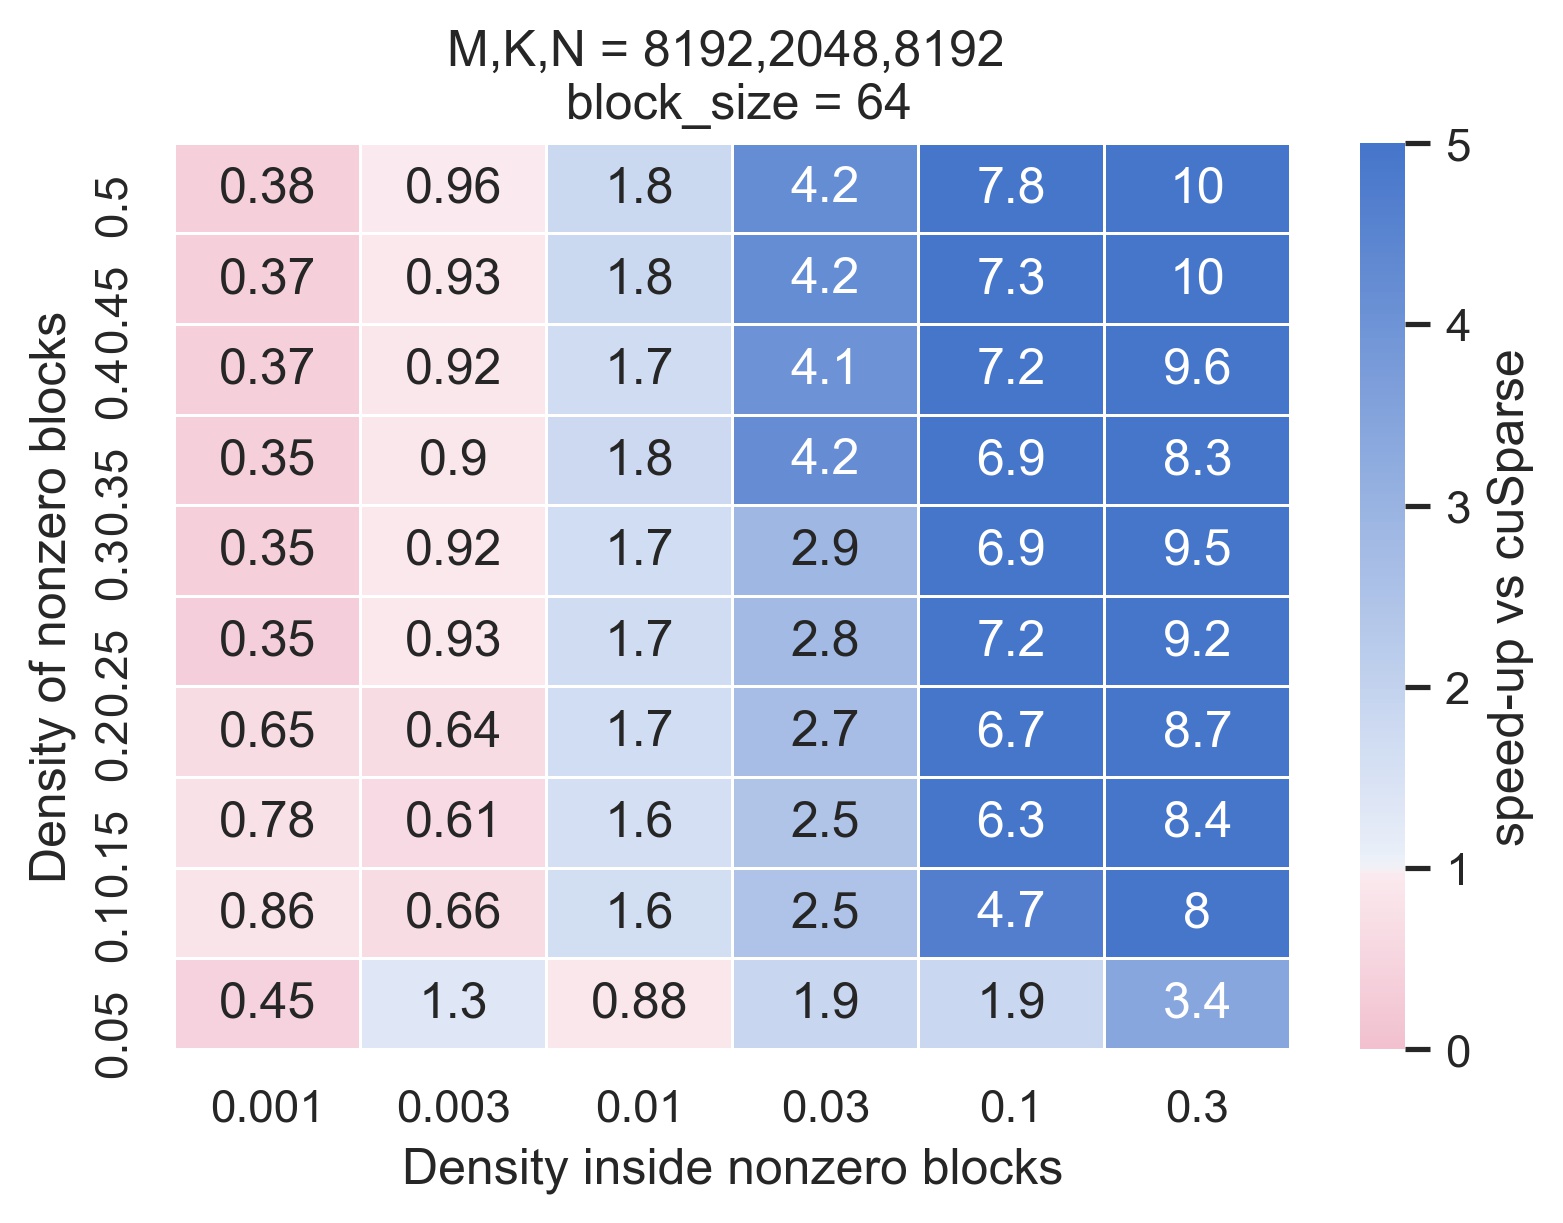 M,K,N = 8192,2048,8192
block_size = 64
Density of nonzero blocks
0.5 0.38 0.96 1.8 4.2 7.8 10
0.45 0.37 0.93 1.8 4.2 7.3 10
0.4 0.37 0.92 1.7 4.1 7.2 9.6
0.35 0.35 0.9 1.8 4.2 6.9 8.3
0.3 0.35 0.92 1.7 2.9 6.9 9.5
0.25 0.35 0.93 1.7 2.8 7.2 9.2
0.2 0.65 0.64 1.7 2.7 6.7 8.7
0.15 0.78 0.61 1.6 2.5 6.3 8.4
0.1 0.86 0.66 1.6 2.5 4.7 8
0.05 0.45 1.3 0.88 1.9 1.9 3.4
0.001 0.003 0.01 0.03 0.1 0.3
Density inside nonzero blocks
5
4
3
2
1
0
speed-up vs cuSparse